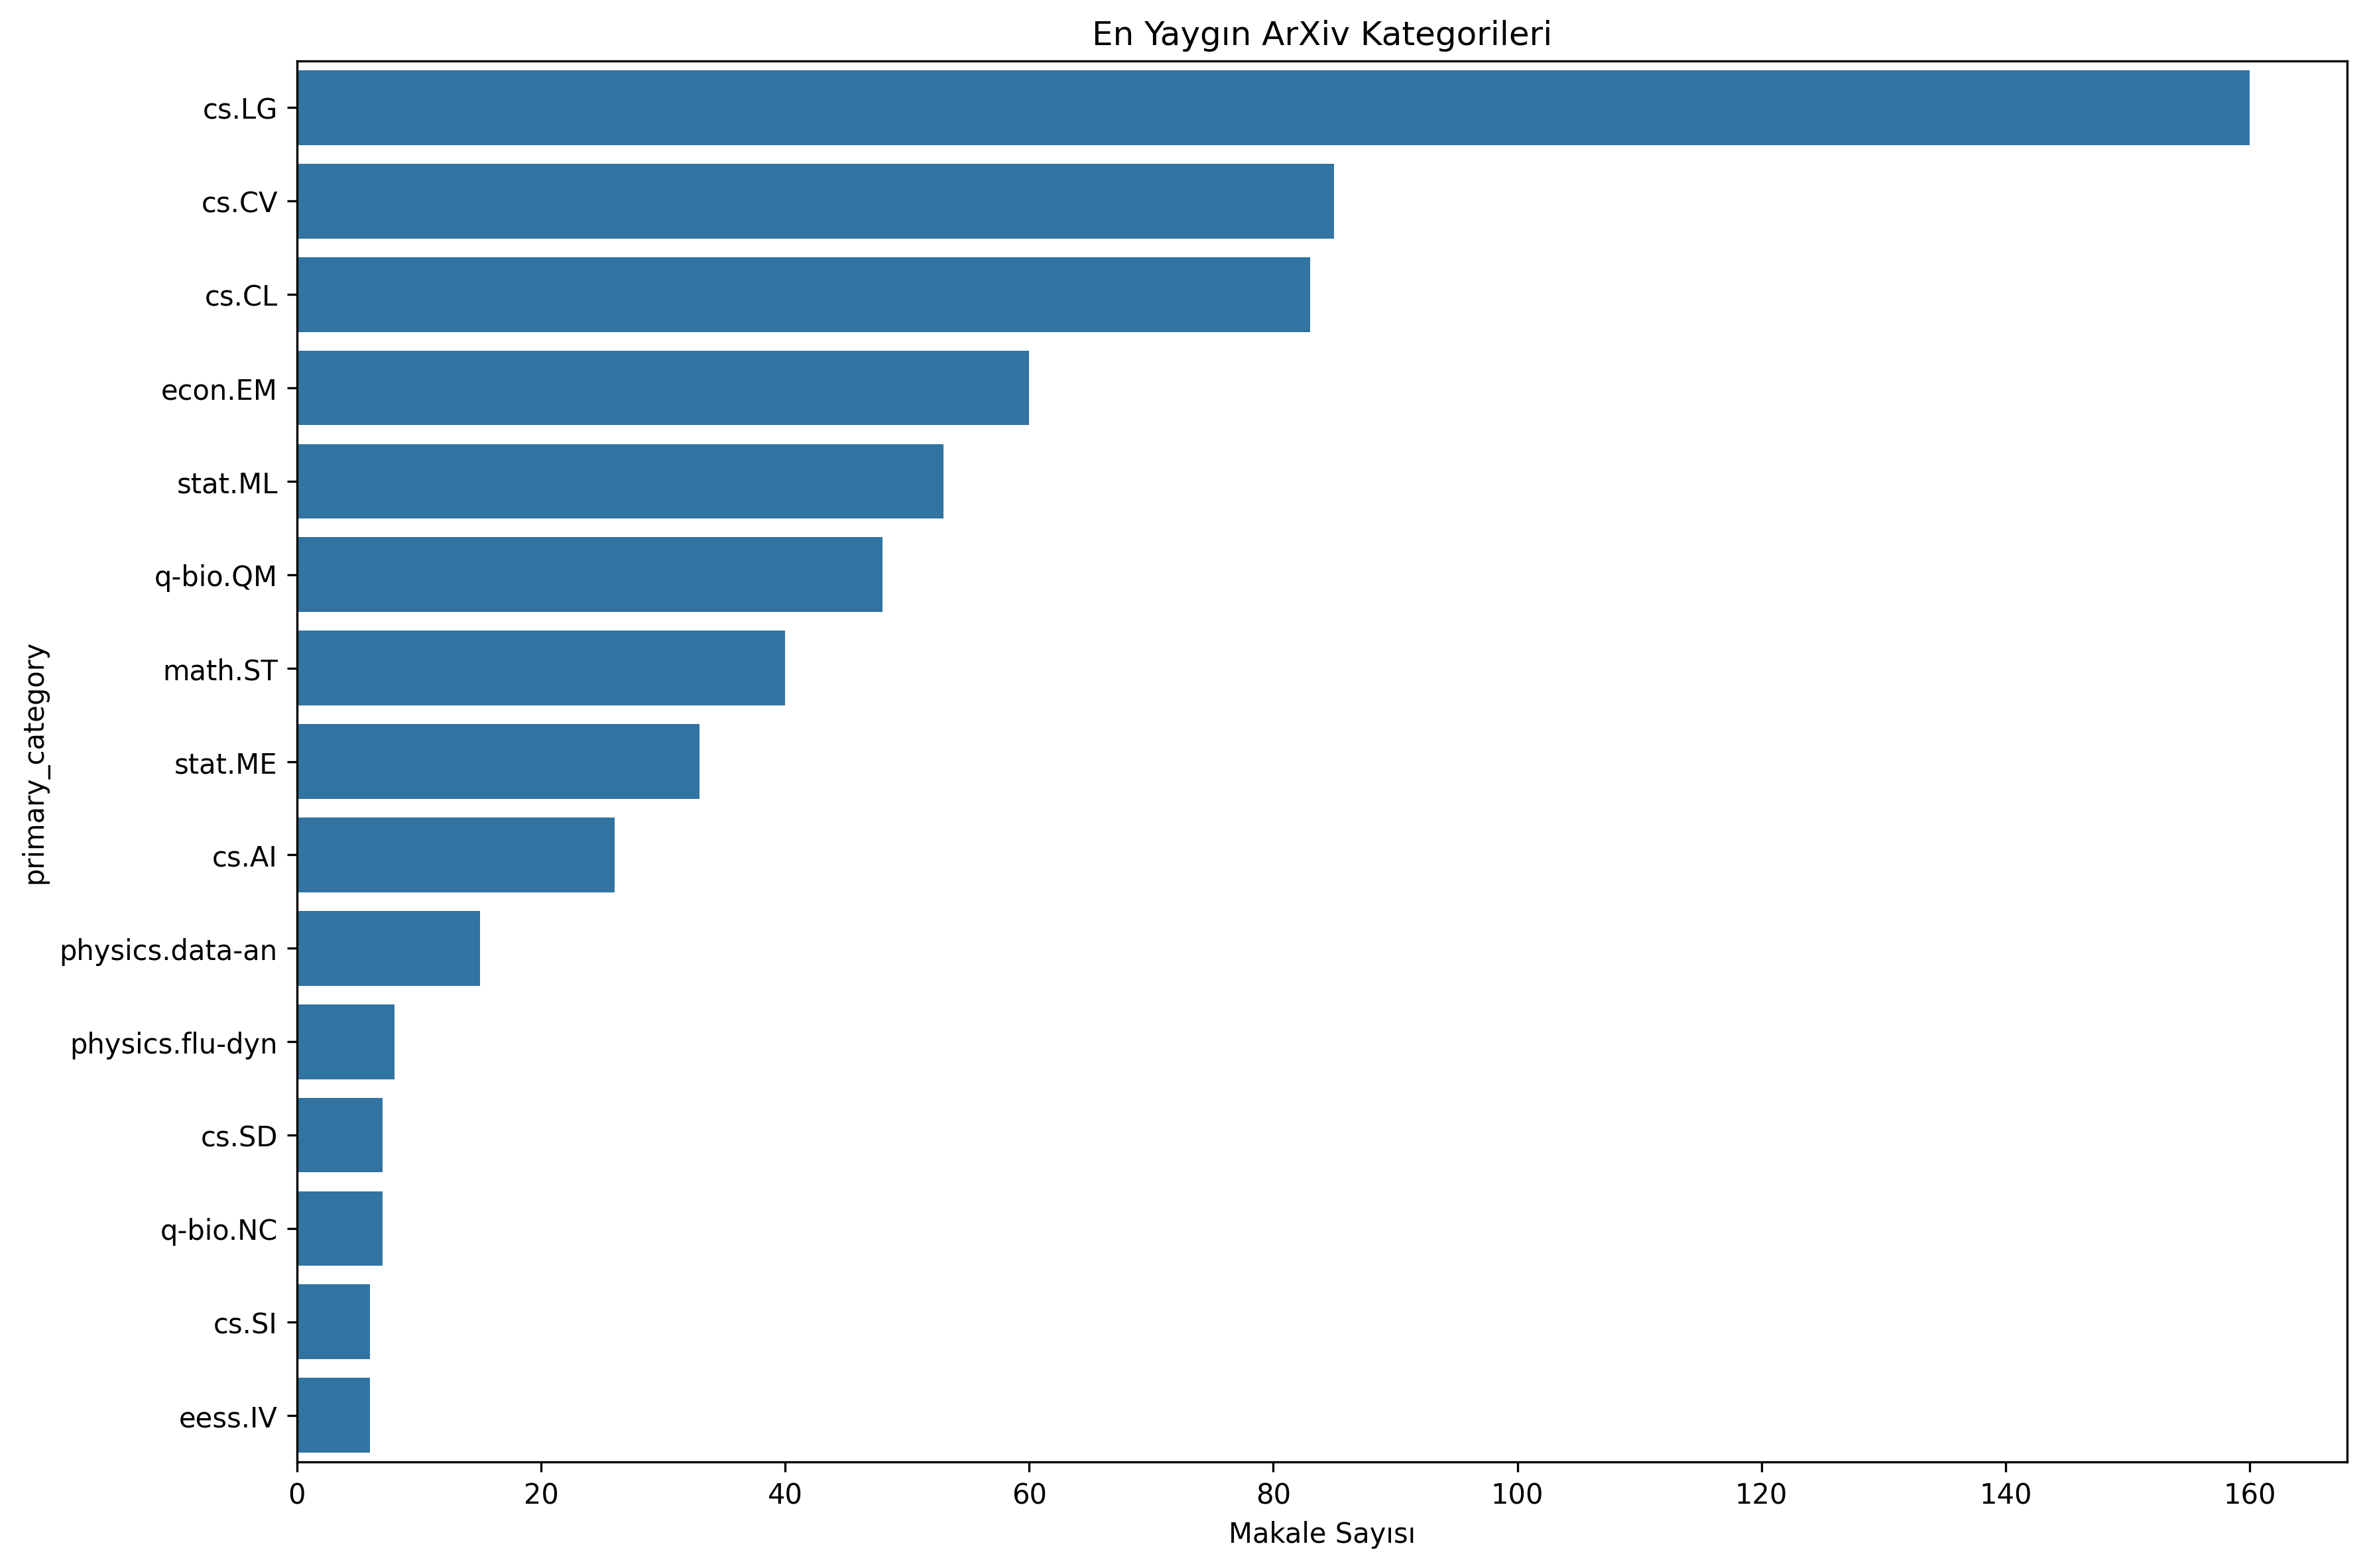 En Yaygın ArXiv Kategorileri
primary_category
cs.LG
cs.CV
cs.CL
econ.EM
stat.ML
q-bio.QM
math.ST
stat.ME
cs.AI
physics.data-an
physics.flu-dyn
cs.SD
q-bio.NC
cs.SI
eess.IV
0 20 40 60 80 100 120 140 160
Makale Sayısı